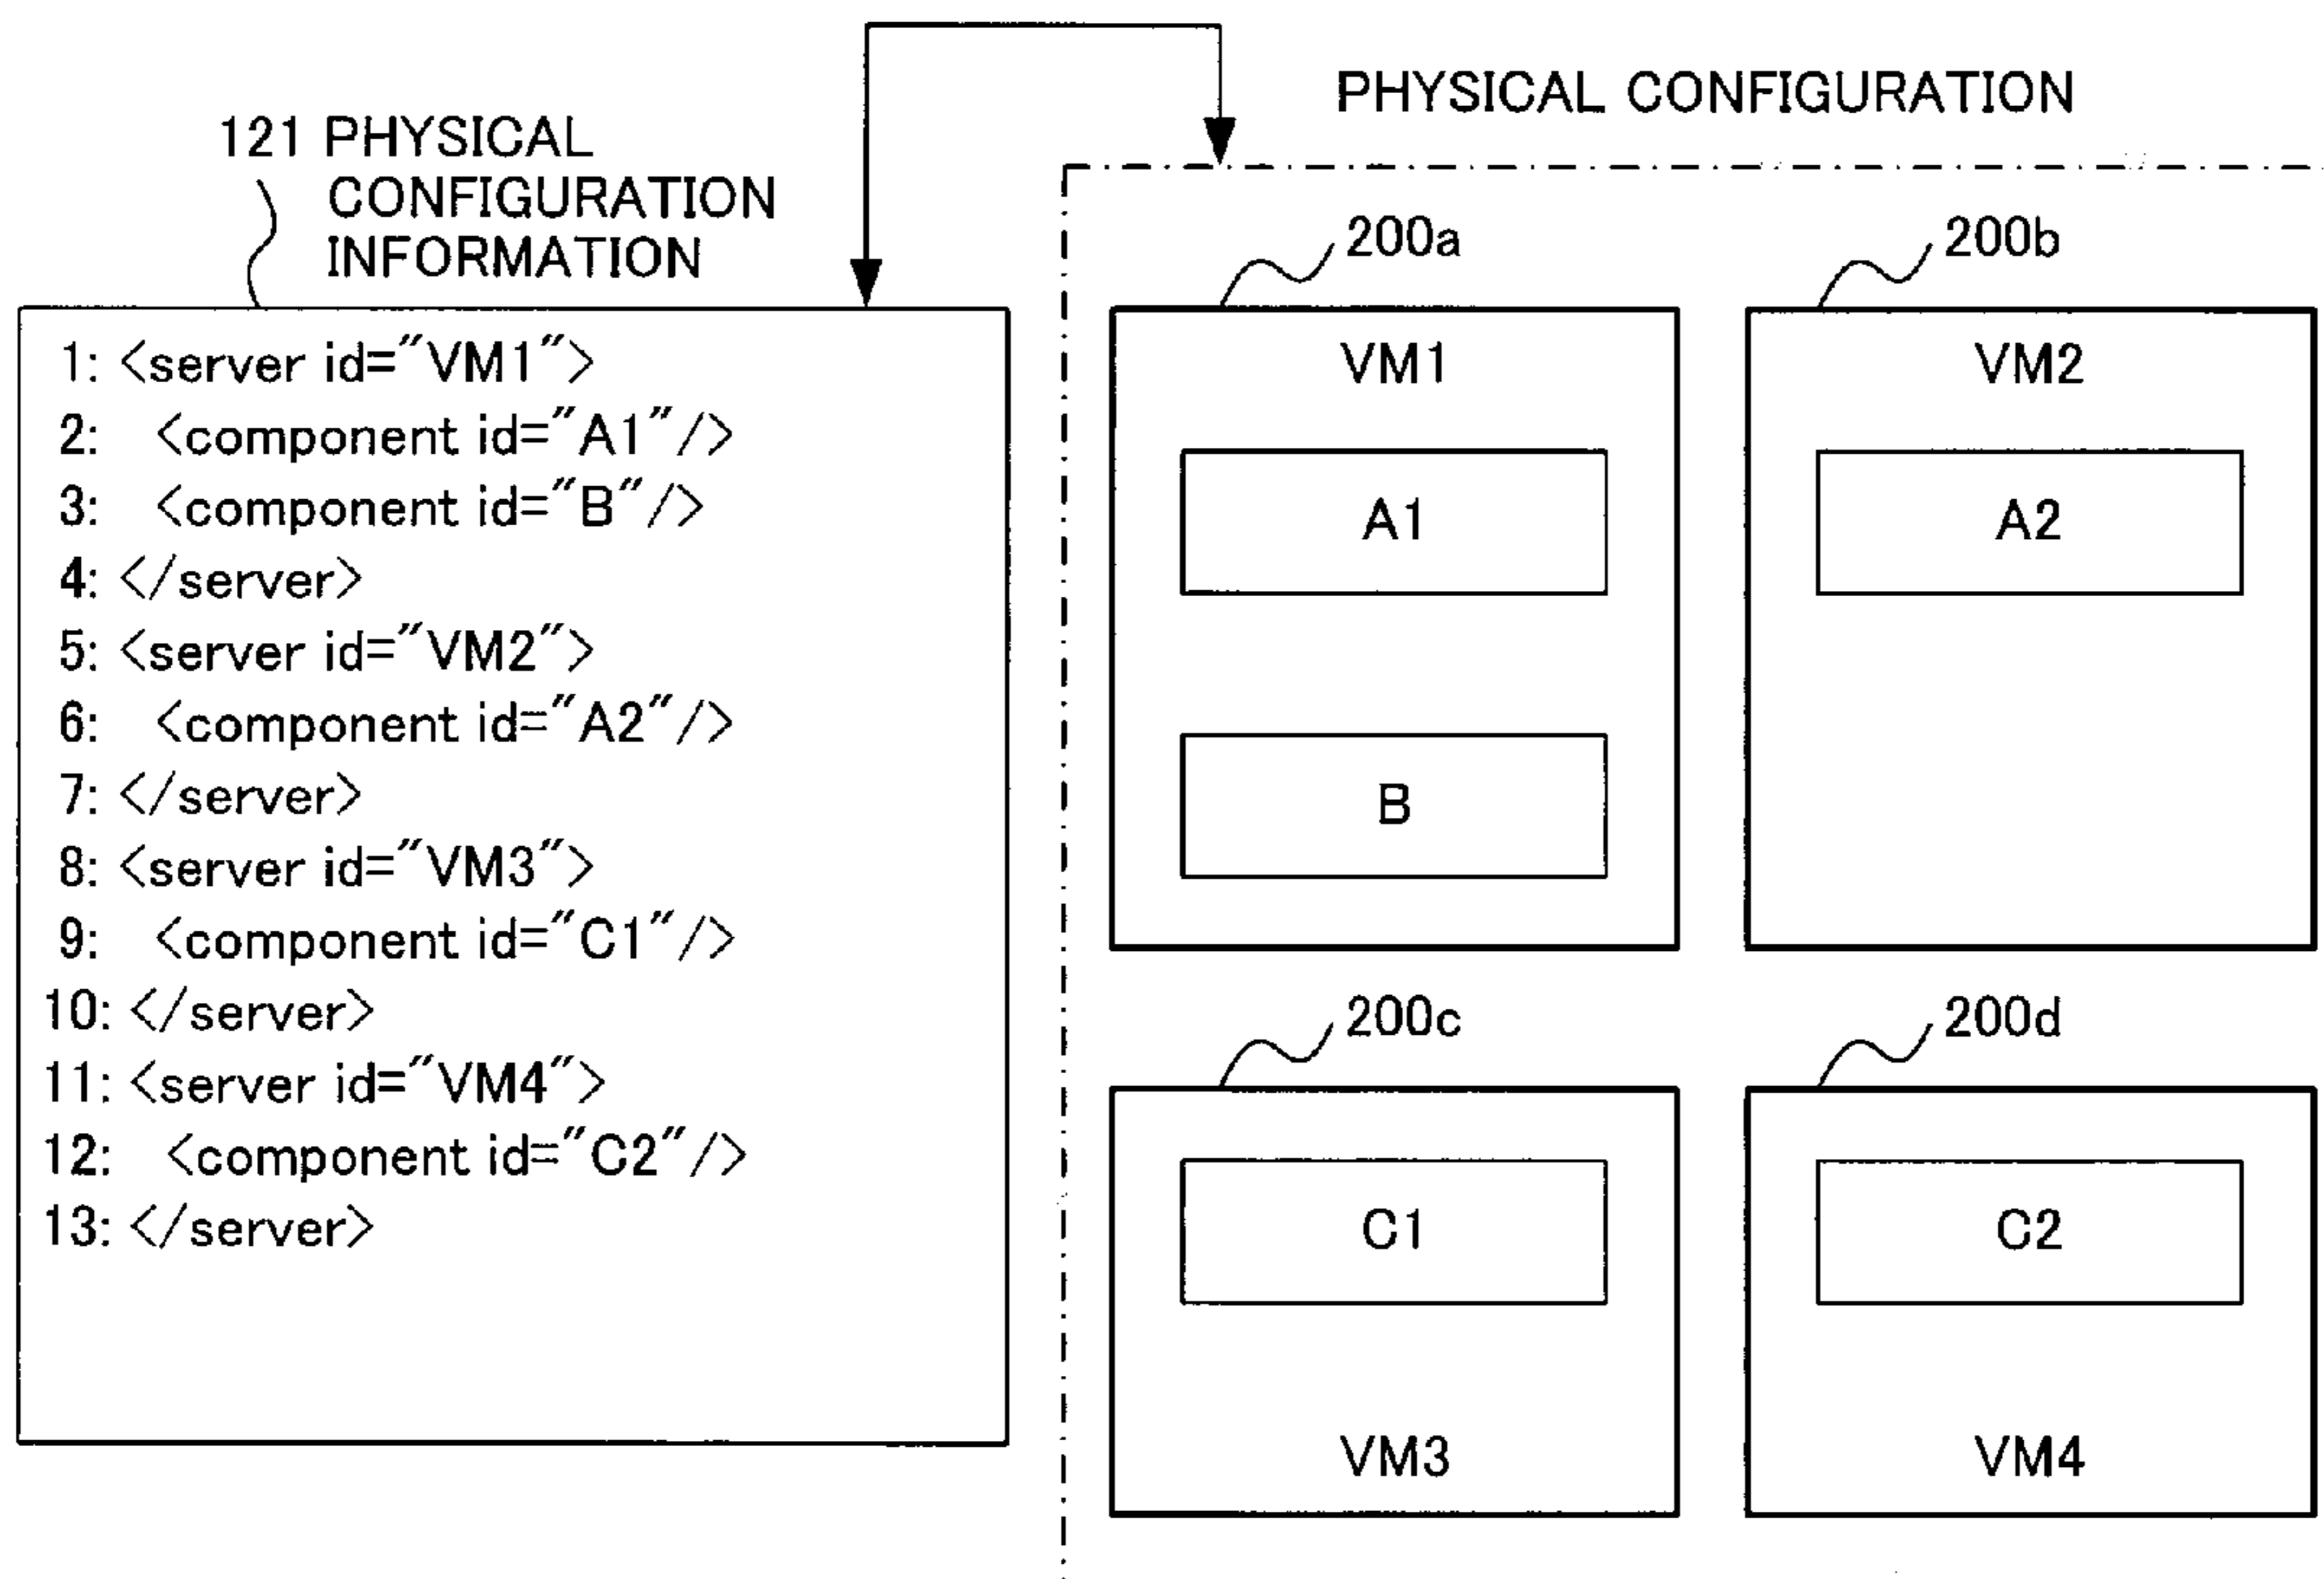 121 PHYSICAL
CONFIGURATION
INFORMATION
1: <server id="VM1">
2: <component id="A1"/>
3: <component id="B"/>
4: </server>
5: <server id="VM2">
6: <component id="A2"/>
7: </server>
8: <server id="VM3">
9: <component id="C1"/>
10: </server>
11: <server id="VM4">
12: <component id="C2"/>
13: </server>
PHYSICAL CONFIGURATION
200a
VM1
A1
B
200b
VM2
A2
200c
C1
VM3
200d
C2
VM4